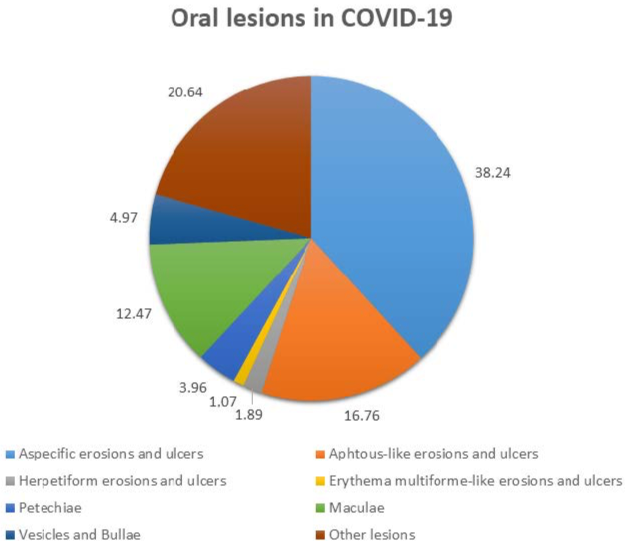 Oral lesions in COVID-19
20.64
38.24
4.97
12.47
3.96
1.07
1.89
16.76
Aspecific erosions and ulcers
Aphtous-like erosions and ulcers
Herpetiform erosions and ulcers
Erythema multiforme-like erosions and ulcers
Petechiae
Maculae
Vesicles and Bullae
Other lesions